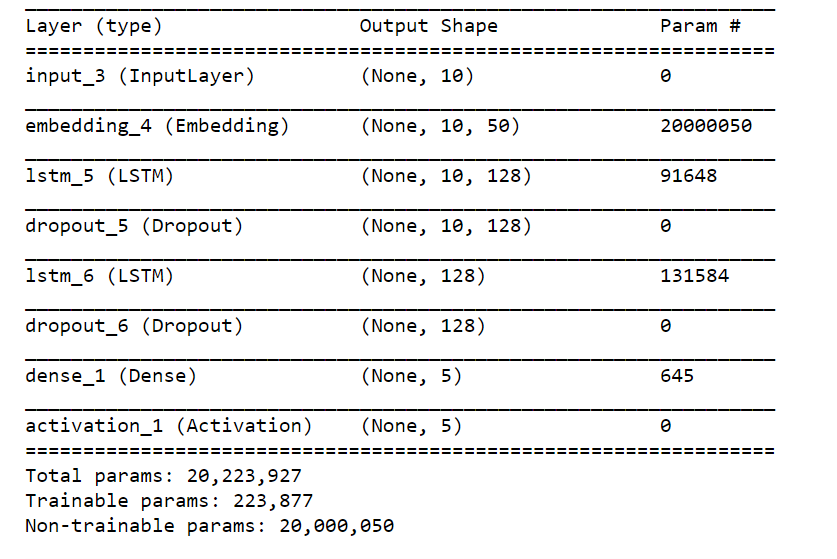 Layer (type) Output Shape Param #
input_3 (InputLayer) (None, 10) 0
embedding_4 (Embedding) (None, 10, 50) 20000050
lstm_5 (LSTM) (None, 10, 128) 91648
dropout_5 (Dropout) (None, 10, 128) 0
lstm_6 (LSTM) (None, 128) 131584
dropout_6 (Dropout) (None, 128) 0
dense_1 (Dense) (None, 5) 645
activation_1 (Activation) (None, 5) 0
Total params: 20,223,927
Trainable params: 223,877
Non-trainable params: 20,000,050